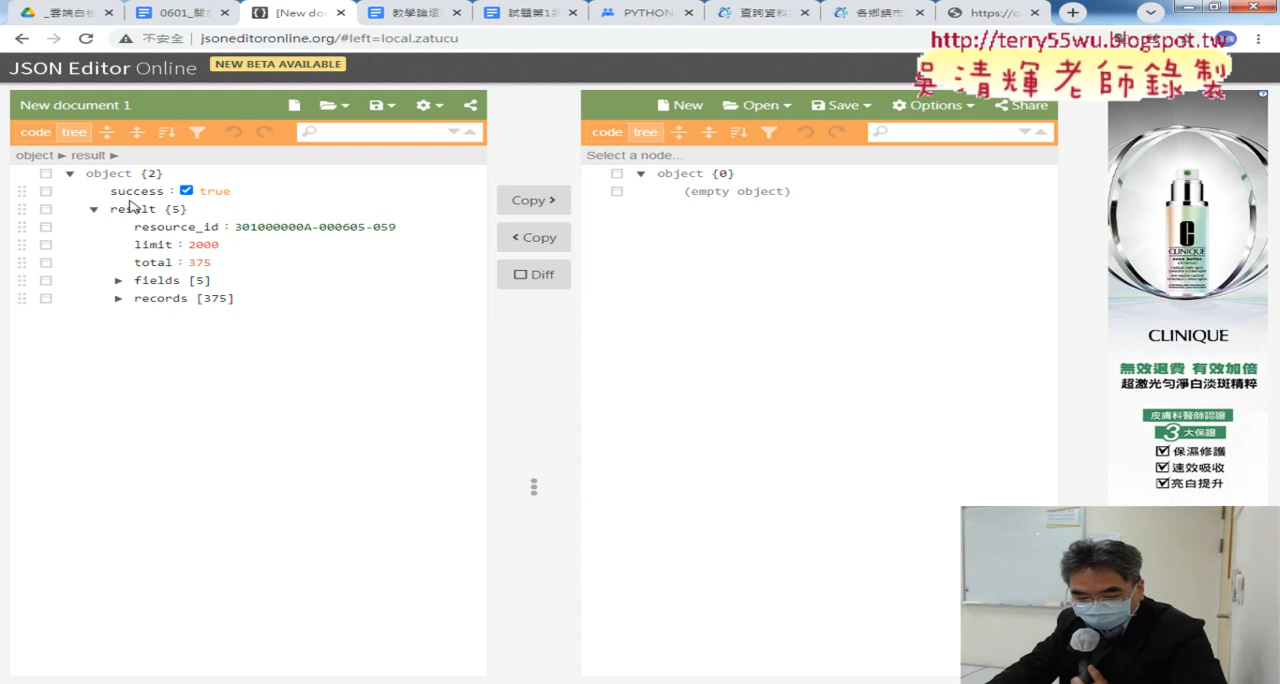 _雲端白板
0601_開
[New do
教學論壇
試題第1
PYTHON
查詢資料
各鄉鎮市
https://o
不安全 | jsoneditoronline.org/#left=local.zatucu
http://terry55wu.blogspot.tw
吳清輝老師錄製
JSON Editor Online
NEW BETA AVAILABLE
New document 1
New Open Save Options Share
code tree
code tree
object ► result ►
Select a node...
object {2}
success : true
result {5}
resource_id : 301000000A-000605-059
limit : 2000
total : 375
fields [5]
records [375]
Copy >
< Copy
Diff
object {0}
(empty object)
CLINIQUE
CLINIQUE
無效退費 有效加倍
超激光勻淨白淡斑精粹
皮膚科醫師認證
3大保證
保濕修護
速效吸收
亮白提升